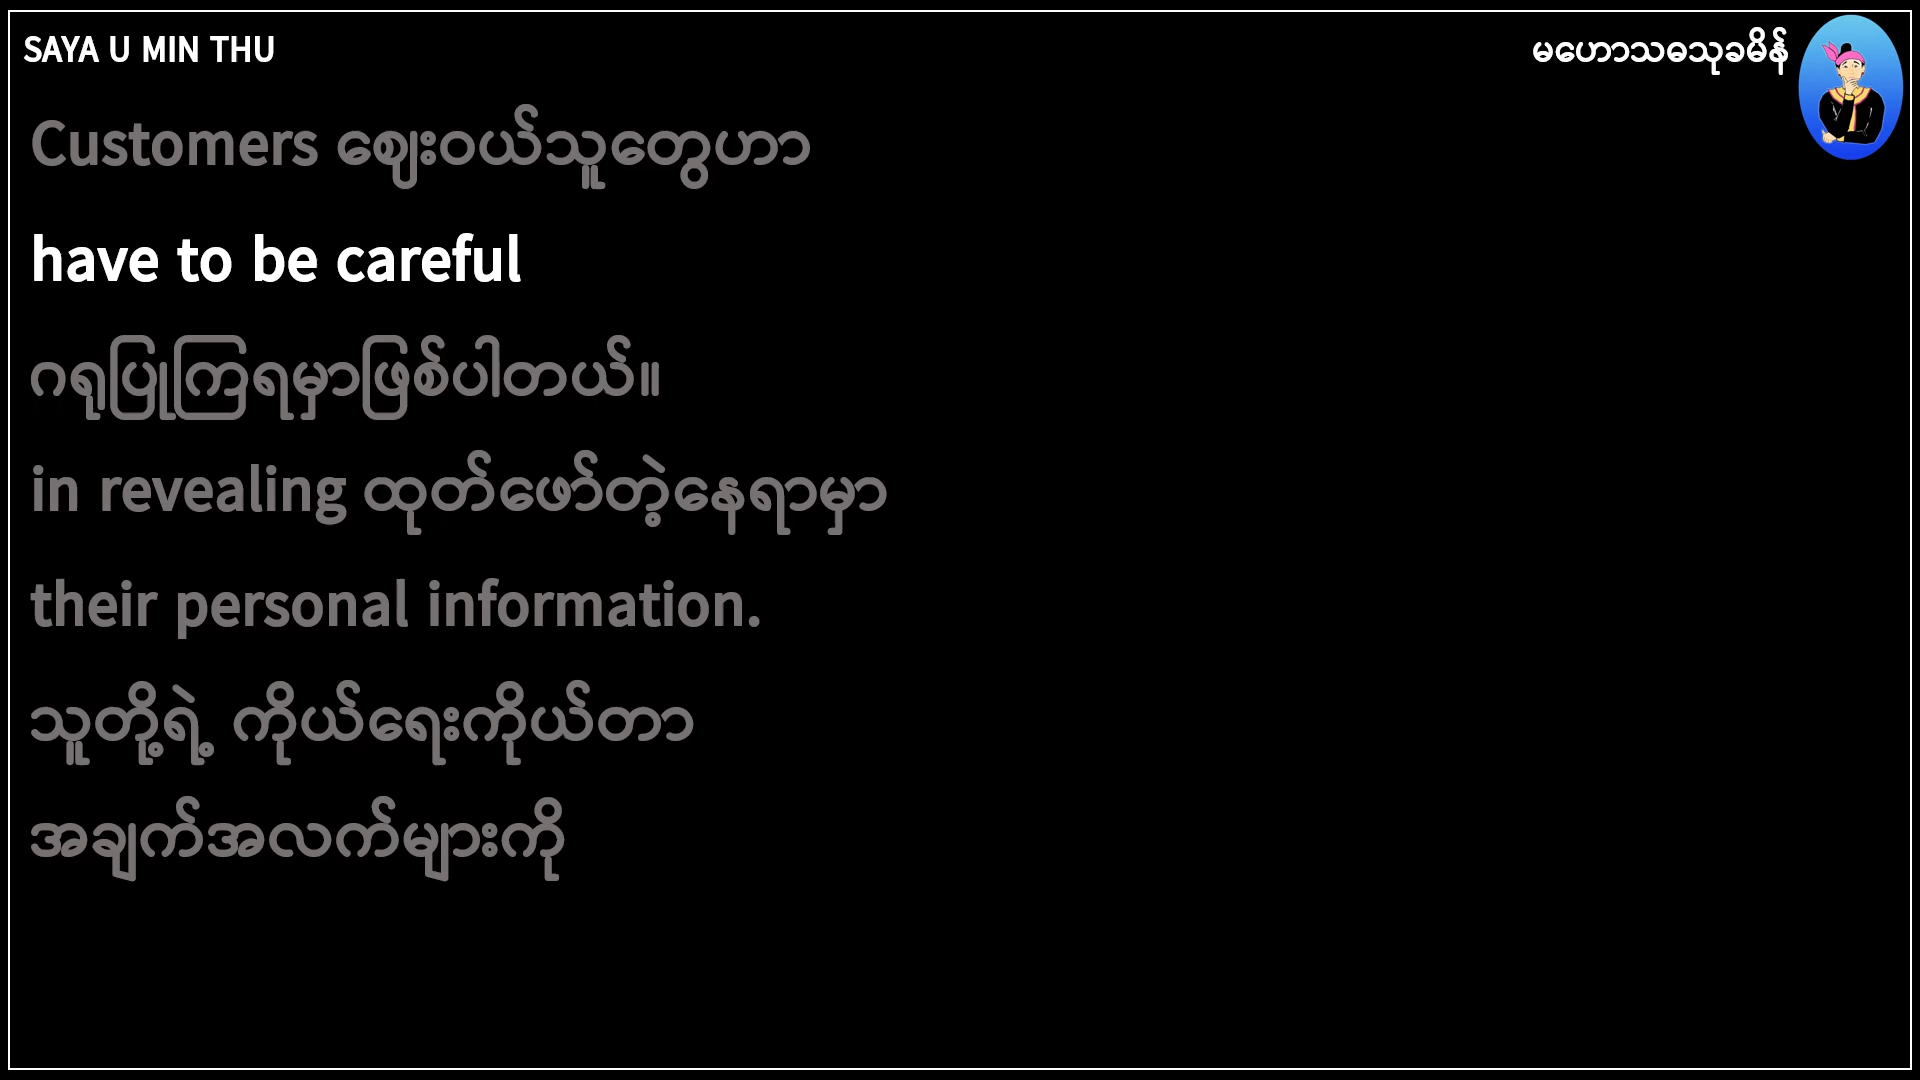 SAYA U MIN THU
မဟောသဓသုခမိန်
Customers ဈေးဝယ်သူတွေဟာ
have to be careful
ဂရုပြုကြရမှာဖြစ်ပါတယ်။
in revealing ထုတ်ဖော်တဲ့နေရာမှာ
their personal information.
သူတို့ရဲ့ ကိုယ်ရေးကိုယ်တာ
အချက်အလက်များကို